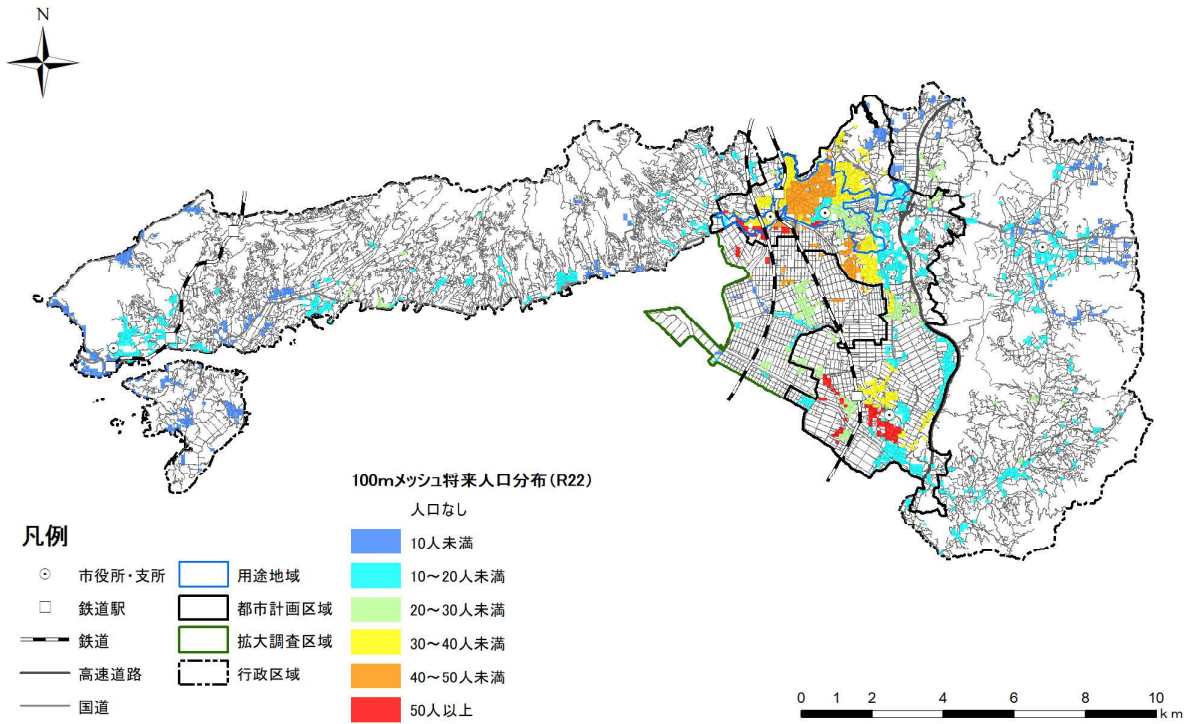 N
100mメッシュ将来人口分布(R22)
人口なし
10人未満
10～20人未満
20～30人未満
30～40人未満
40～50人未満
50人以上
凡例
市役所・支所
鉄道駅
鉄道
高速道路
国道
用途地域
都市計画区域
拡大調査区域
行政区域
0 1 2 4 6 8 10
km